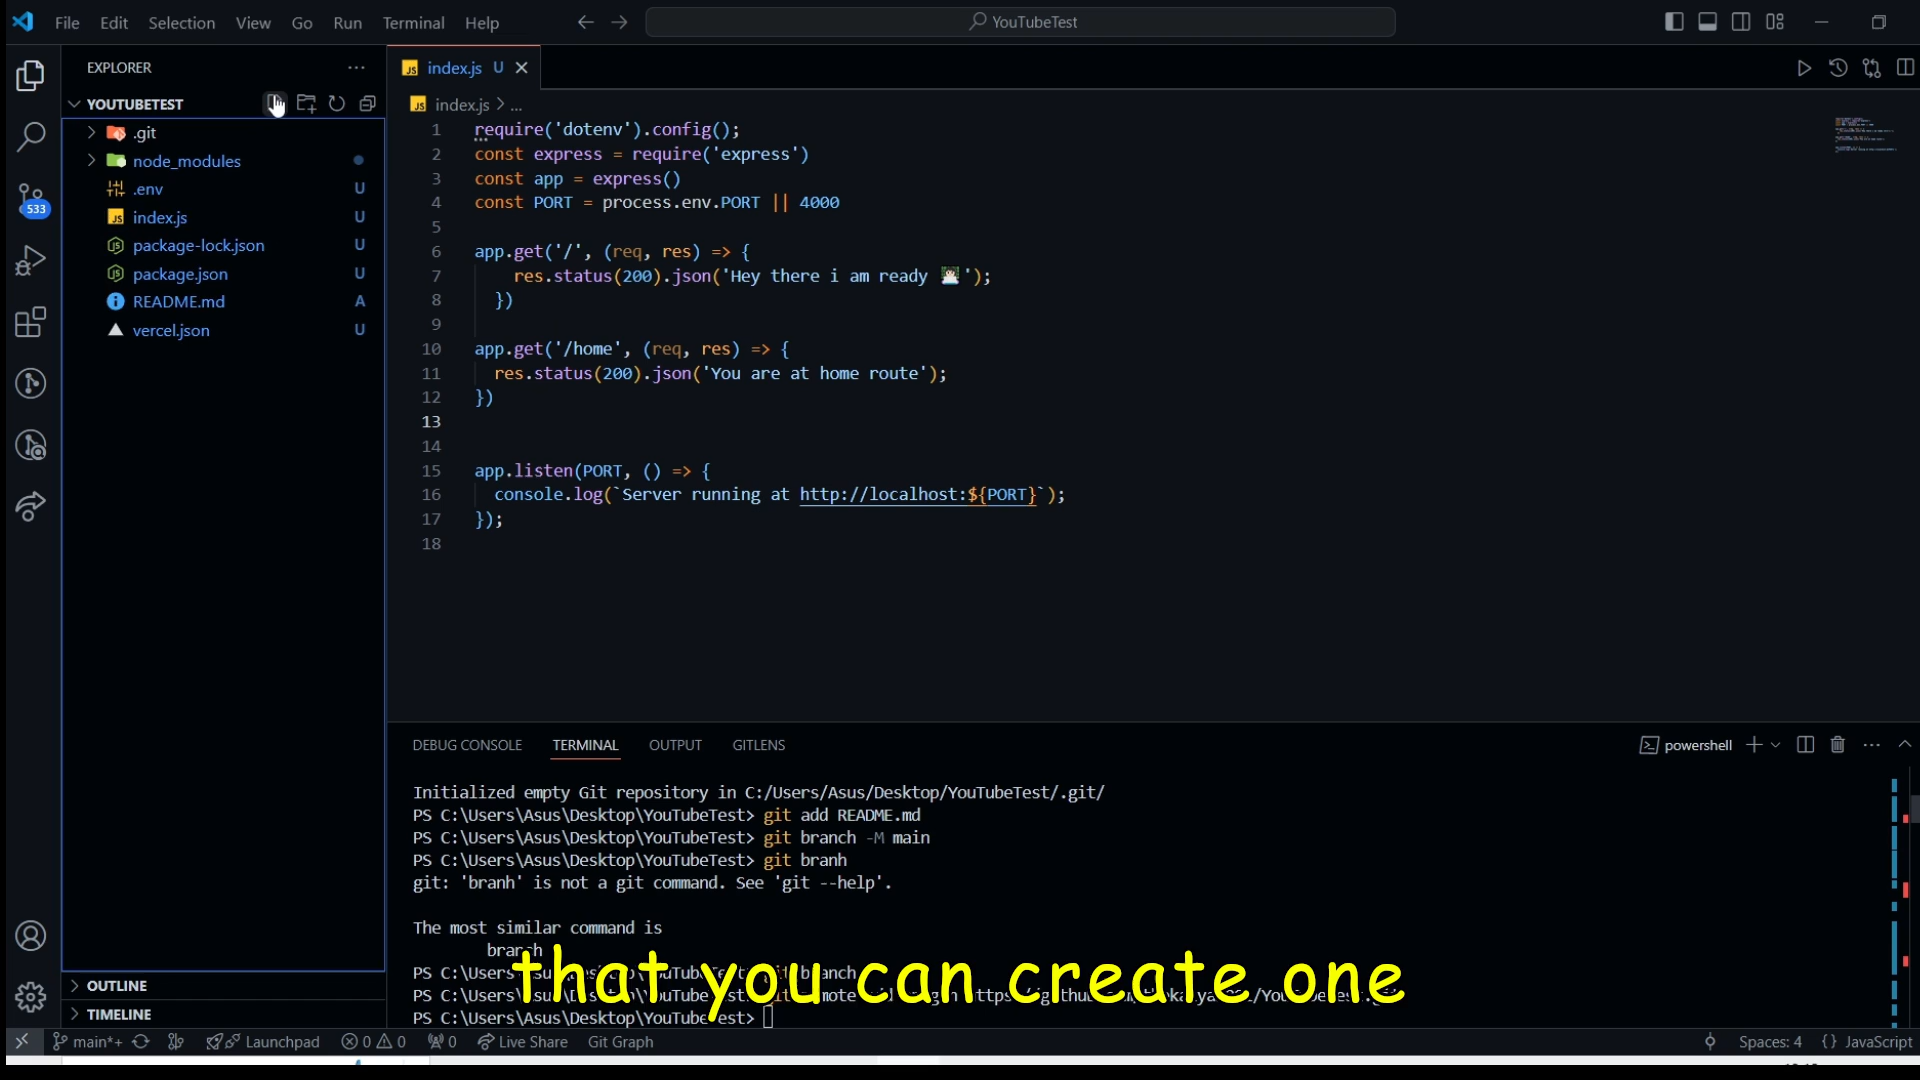 File Edit Selection View Go Run Terminal Help
YouTubeTest
EXPLORER
YOUTUBETEST
.git
node_modules
.env U
index.js U
package-lock.json U
package.json U
README.md A
vercel.json U
OUTLINE
TIMELINE
533
index.js U
index.js > ...
1 require('dotenv').config();
2 const express = require('express')
3 const app = express()
4 const PORT = process.env.PORT || 4000
5
6 app.get('/', (req, res) => {
7 res.status(200).json('Hey there i am ready 👨🏻‍💻');
8 })
9
10 app.get('/home', (req, res) => {
11 res.status(200).json('You are at home route');
12 })
13
14
15 app.listen(PORT, () => {
16 console.log(`Server running at http://localhost:${PORT}`);
17 });
18
DEBUG CONSOLE TERMINAL OUTPUT GITLENS
powershell
Initialized empty Git repository in C:/Users/Asus/Desktop/YouTubeTest/.git/
PS C:\Users\Asus\Desktop\YouTubeTest> git add README.md
PS C:\Users\Asus\Desktop\YouTubeTest> git branch -M main
PS C:\Users\Asus\Desktop\YouTubeTest> git branh
git: 'branh' is not a git command. See 'git --help'.
The most similar command is
branch
PS C:\Users branch
PS C:\Users
PS C:\Users\Asus\Desktop\YouTubeTest>
that you can create one
main*+ Launchpad 0 0 0 Live Share Git Graph
Spaces: 4 {} JavaScript